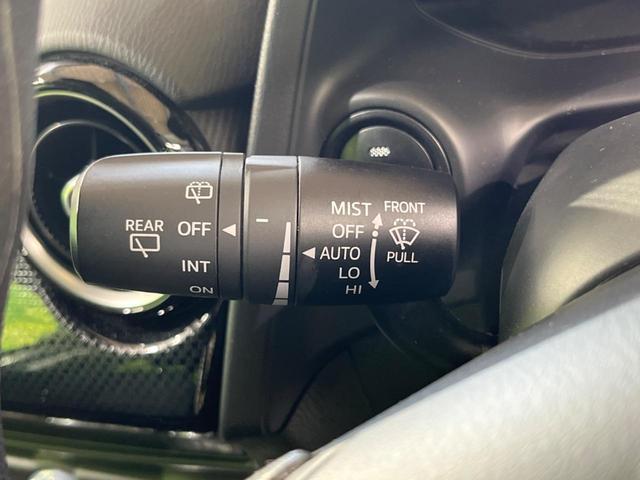 REAR
OFF
INT
ON
MIST
OFF
AUTO
LO
HI
FRONT
PULL